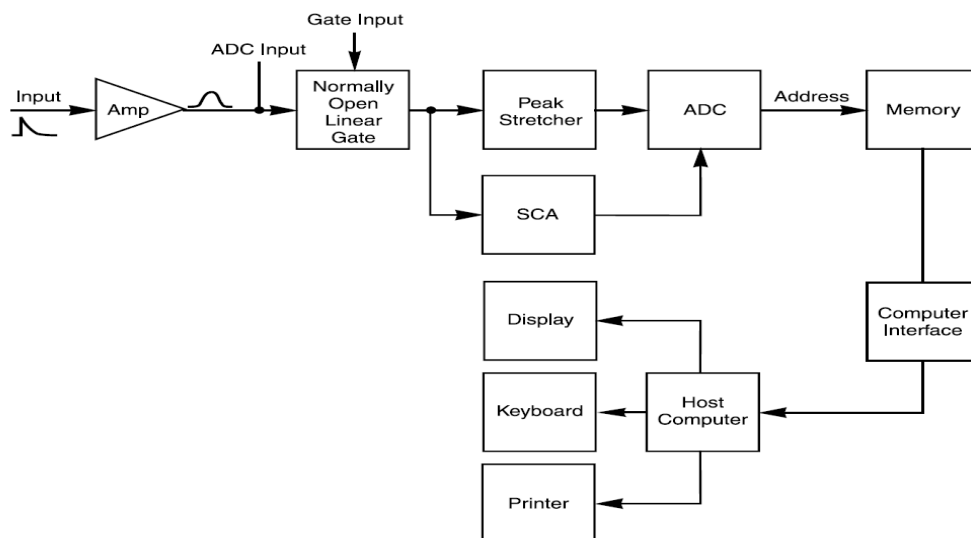 Gate Input
ADC Input
Input
Amp
Normally
Open
Linear
Gate
Peak
Stretcher
ADC
Address
Memory
SCA
Computer
Interface
Display
Keyboard
Host
Computer
Printer